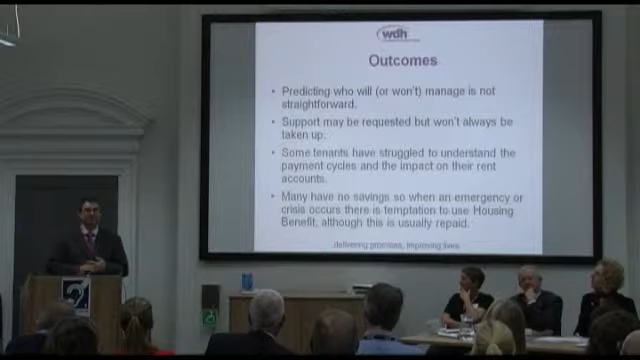 wdh
Outcomes
• Predicting who will (or won't) manage is not
straightforward.
• Support may be requested but won't always be
taken up.
• Some tenants have struggled to understand the
payment cycles and the impact on their rent
accounts.
• Many have no savings so when an emergency or
crisis occurs there is temptation to use Housing
Benefit, although this is usually repaid.
delivering promises, improving lives